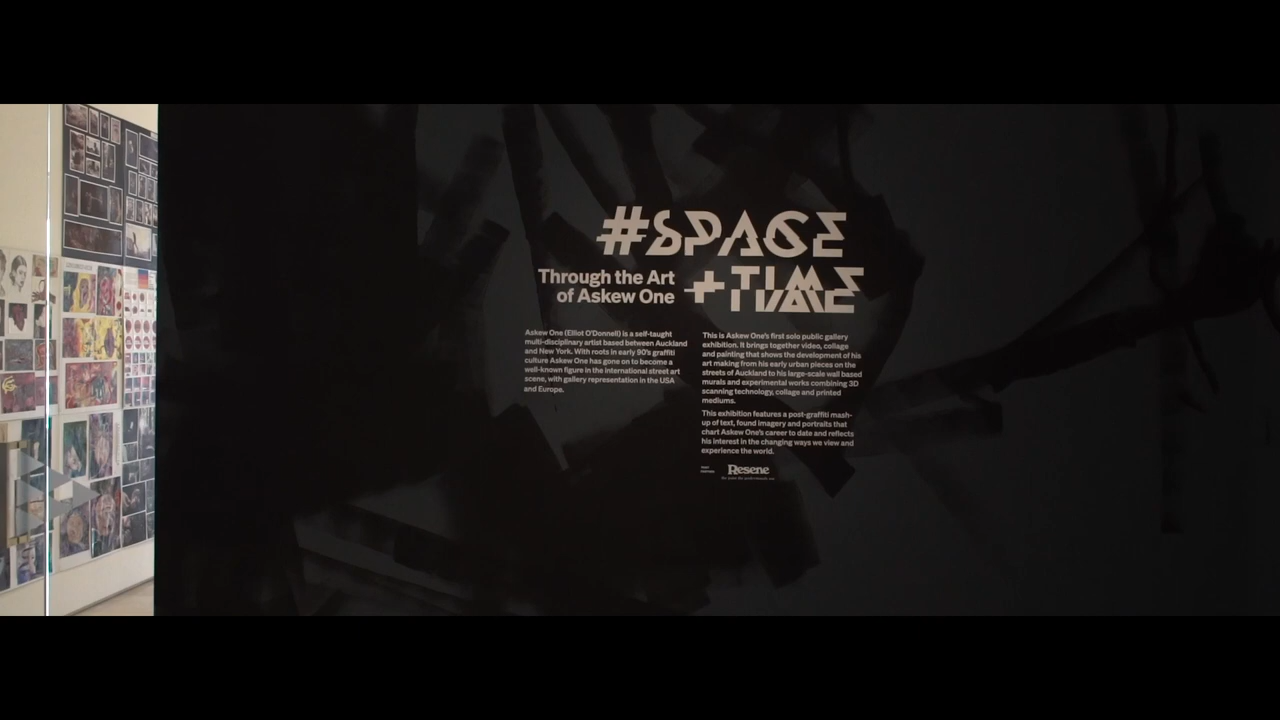 #SPACE
+TIME
Through the Art
of Askew One
Askew One (Elliot O'Donnell) is a self-taught
multi-disciplinary artist based between Auckland
and New York. With roots in early 90's graffiti
culture Askew One has gone on to become a
well-known figure in the international street art
scene, with gallery representation in the USA
and Europe.
This is Askew One's first solo public gallery
exhibition. It brings together video, collage
and painting that shows the development of his
art making from his early urban pieces on the
streets of Auckland to his large-scale wall based
murals and experimental works combining 3D
scanning technology, collage and printed
mediums.
This exhibition features a post-graffiti mash-
up of text, found imagery and portraits that
chart Askew One's career to date and reflects
his interest in the changing ways we view and
experience the world.
Resene
the paint the professionals use